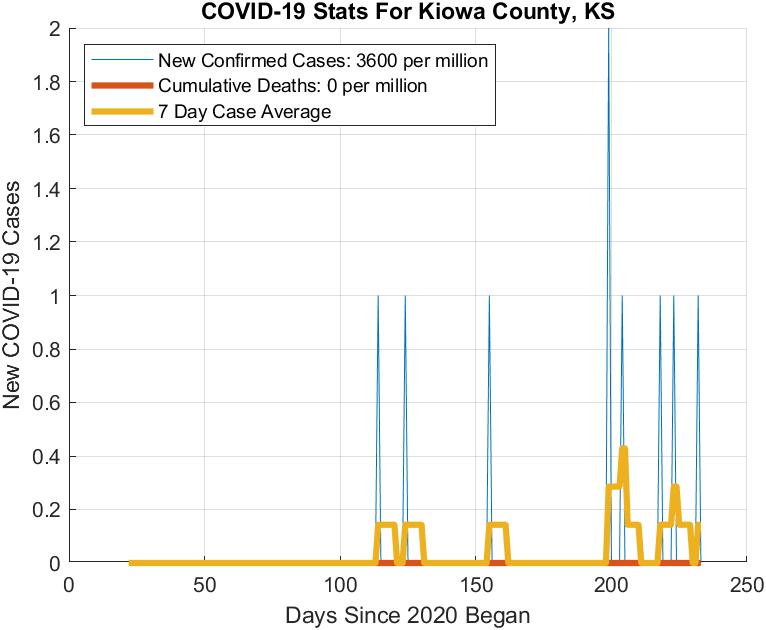 COVID-19 Stats For Kiowa County, KS
New Confirmed Cases: 3600 per million
Cumulative Deaths: 0 per million
7 Day Case Average
New COVID-19 Cases
2
1.8
1.6
1.4
1.2
1
0.8
0.6
0.4
0.2
0
0 50 100 150 200 250
Days Since 2020 Began